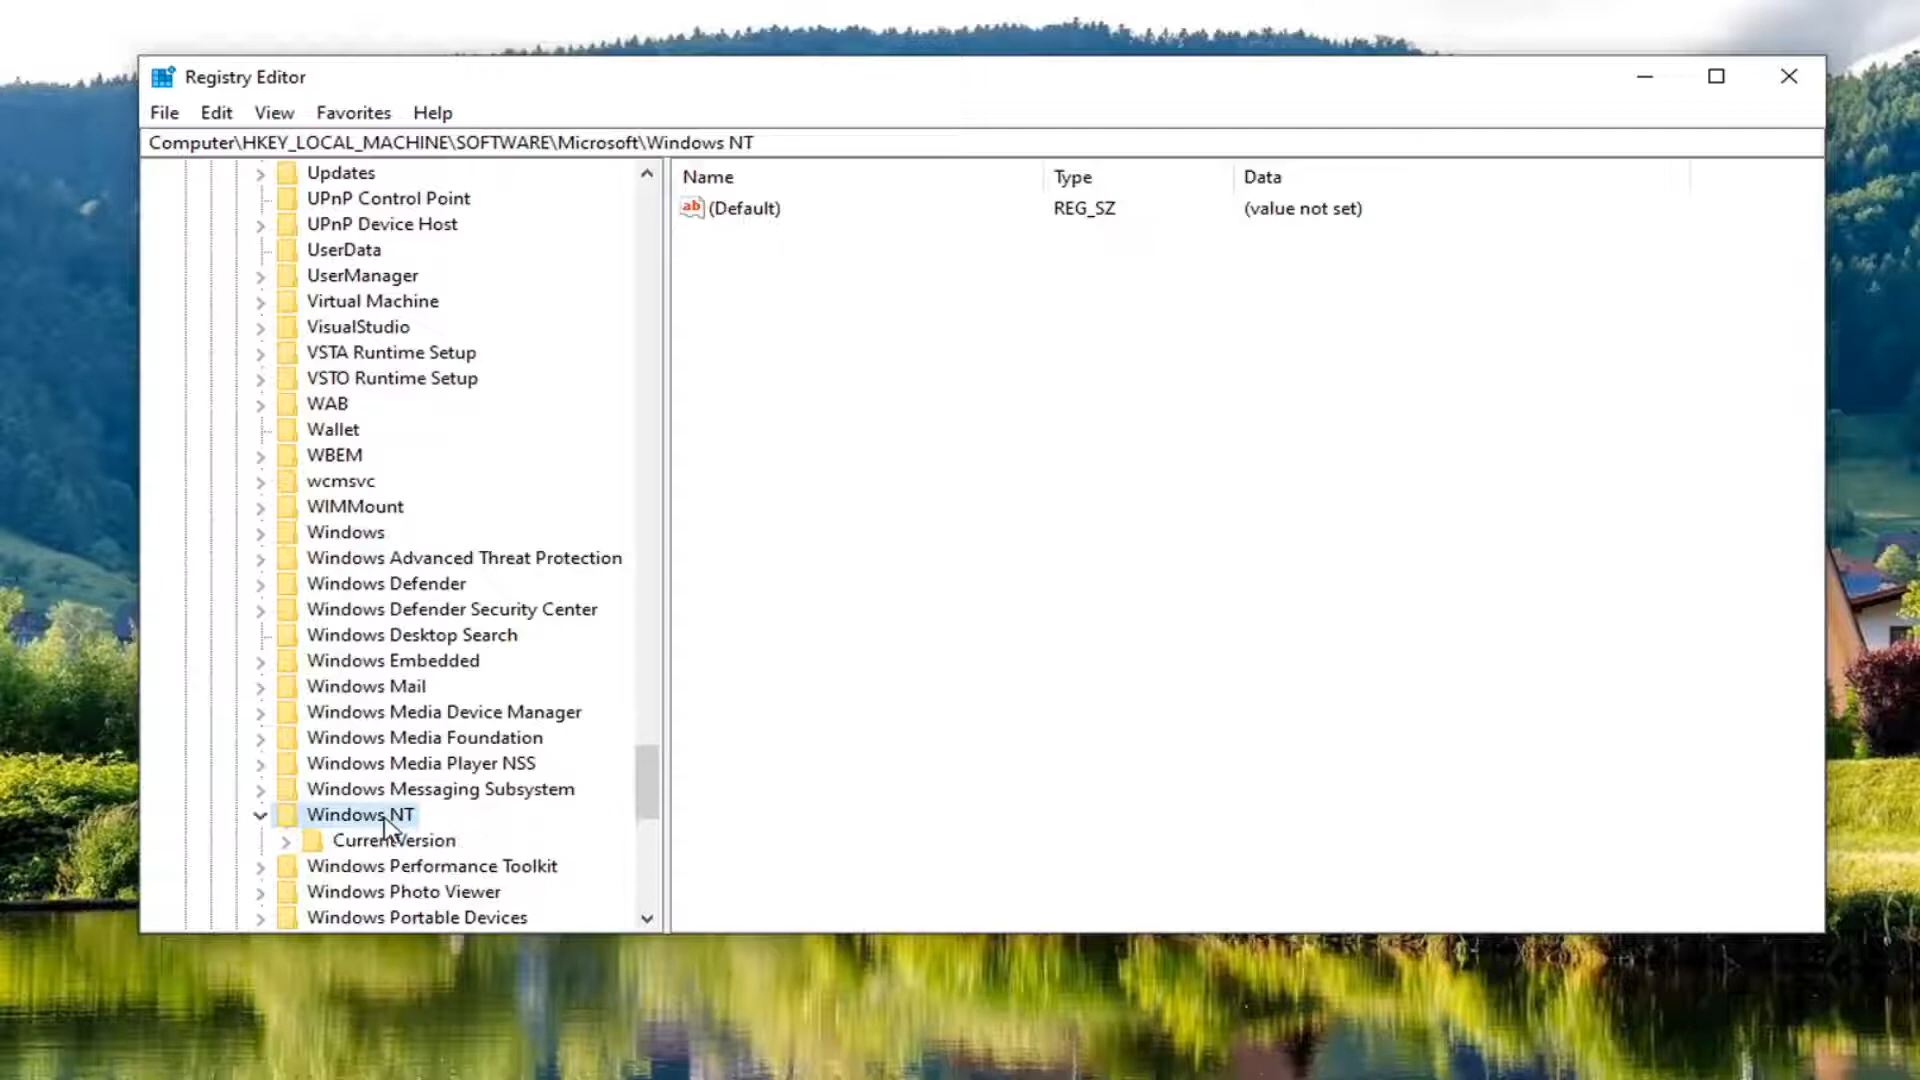 Registry Editor
File Edit View Favorites Help
Computer\HKEY_LOCAL_MACHINE\SOFTWARE\Microsoft\Windows NT
Updates
UPnP Control Point
UPnP Device Host
UserData
UserManager
Virtual Machine
VisualStudio
VSTA Runtime Setup
VSTO Runtime Setup
WAB
Wallet
WBEM
wcmsvc
WIMMount
Windows
Windows Advanced Threat Protection
Windows Defender
Windows Defender Security Center
Windows Desktop Search
Windows Embedded
Windows Mail
Windows Media Device Manager
Windows Media Foundation
Windows Media Player NSS
Windows Messaging Subsystem
Windows NT
CurrentVersion
Windows Performance Toolkit
Windows Photo Viewer
Windows Portable Devices
Name Type Data
ab (Default) REG_SZ (value not set)